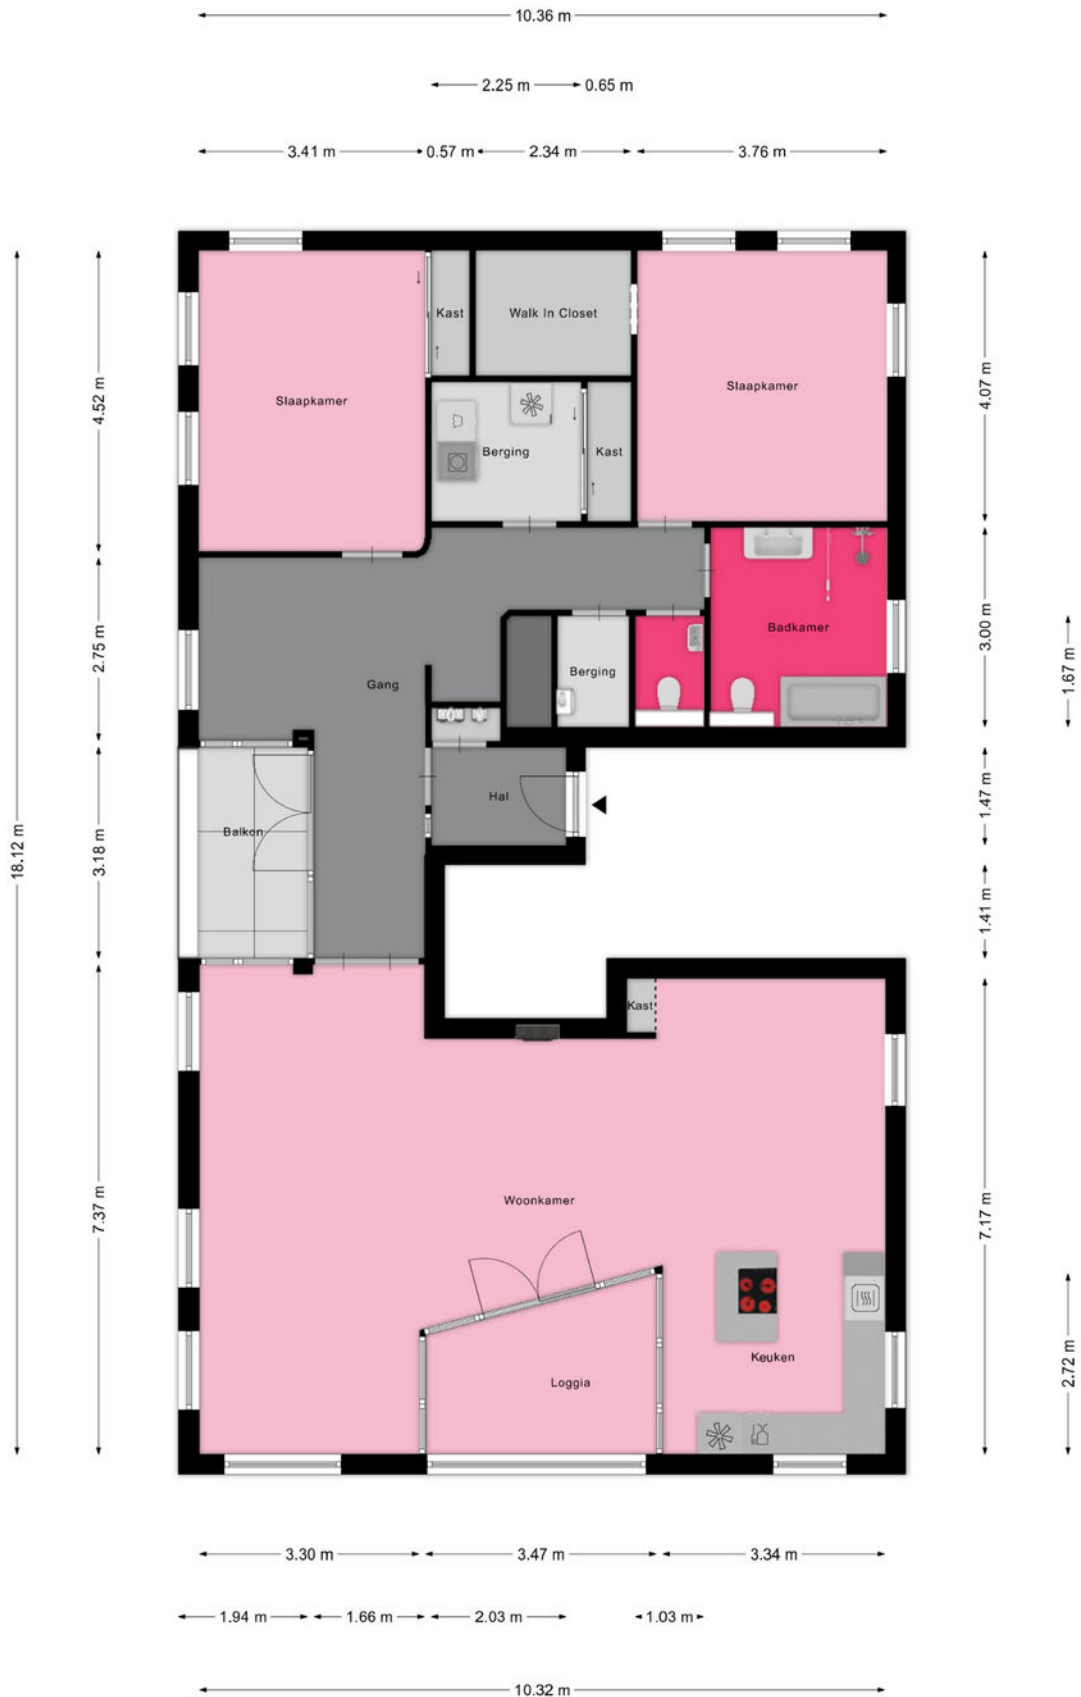 10.36 m
2.25 m
0.65 m
3.41 m
0.57 m
2.34 m
3.76 m
Kast
Walk In Closet
Slaapkamer
Slaapkamer
4.52 m
4.07 m
Berging
Kast
Badkamer
3.00 m
2.75 m
1.67 m
Berging
Gang
Hal
1.47 m
Balkon
18.12 m
3.18 m
1.41 m
Kast
Woonkamer
7.37 m
7.17 m
Keuken
2.72 m
Loggia
3.30 m
3.47 m
3.34 m
1.94 m
1.66 m
2.03 m
1.03 m
10.32 m